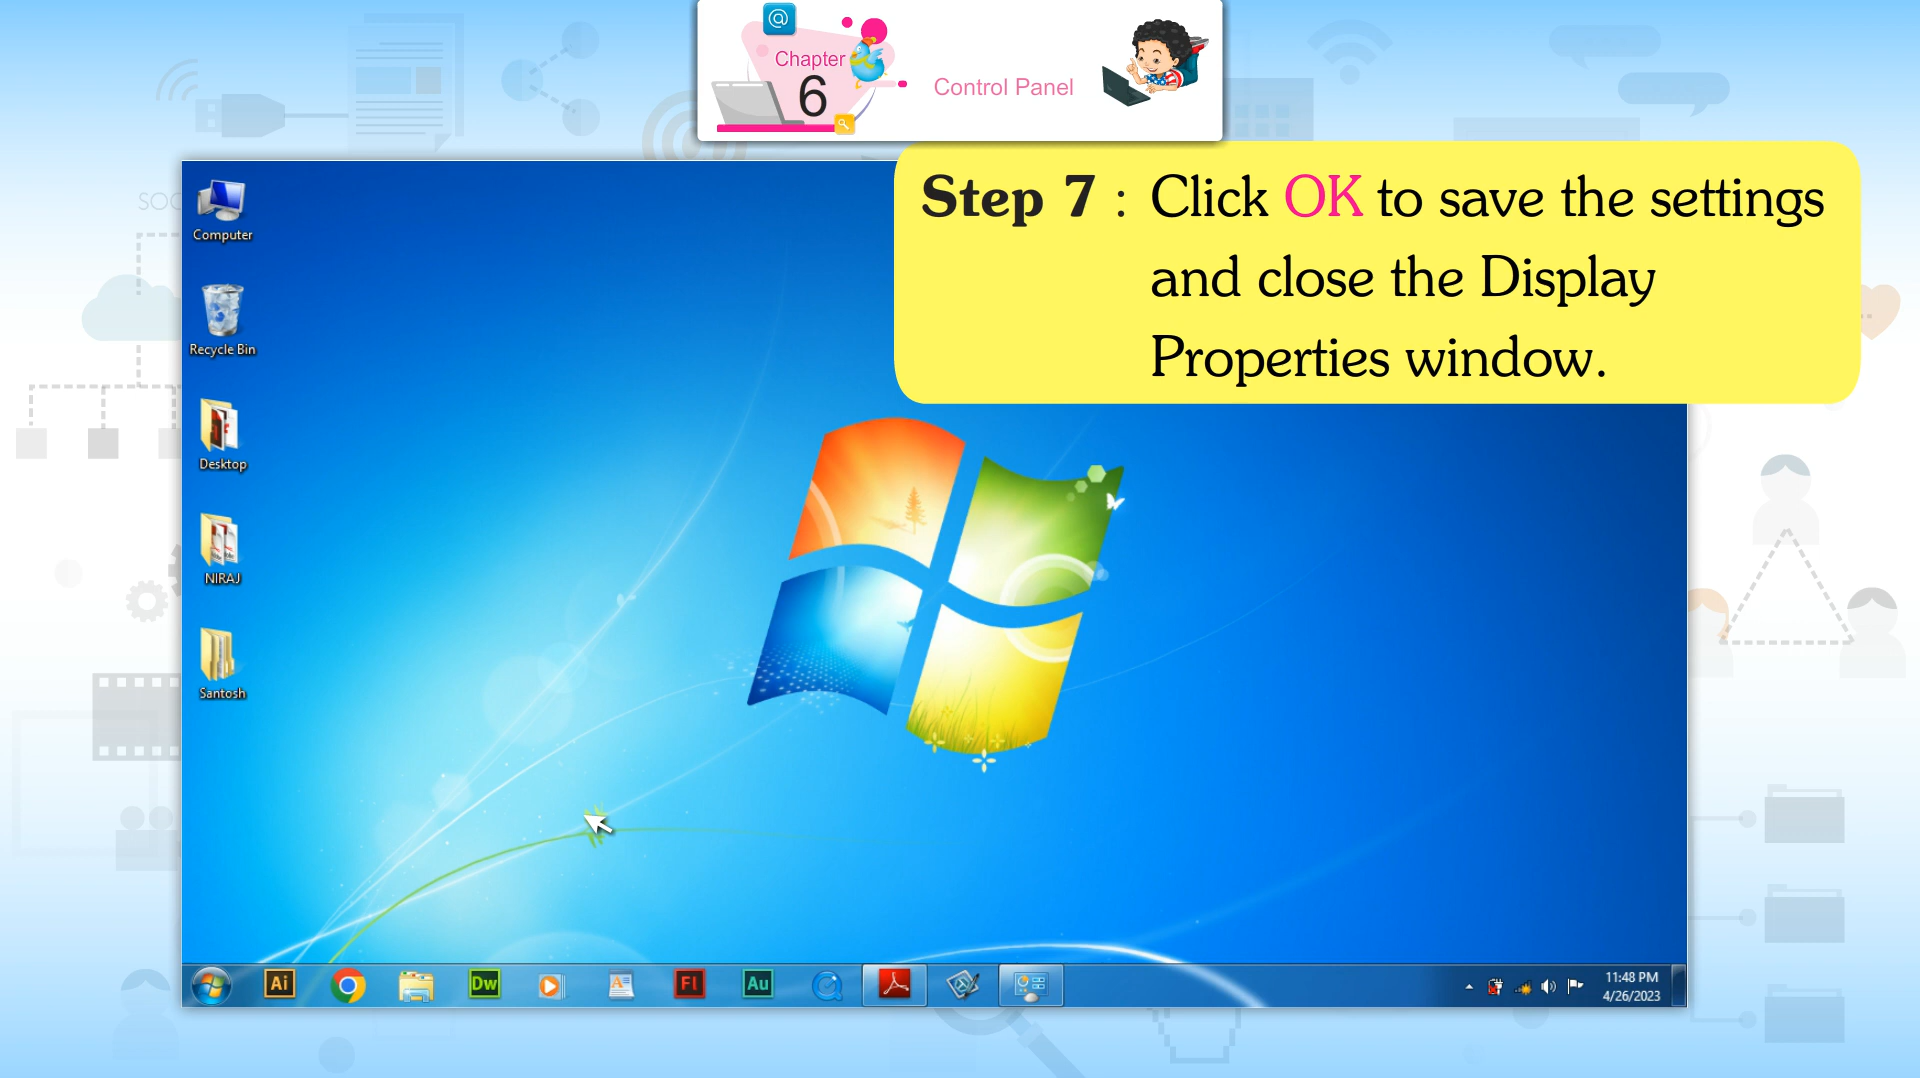 @
Chapter
6
Control Panel
Step 7 : Click OK to save the settings
and close the Display
Properties window.
Computer
Recycle Bin
Desktop
NIRAJ
Santosh
Ai
Dw
Fl
Au
11:48 PM
4/26/2023